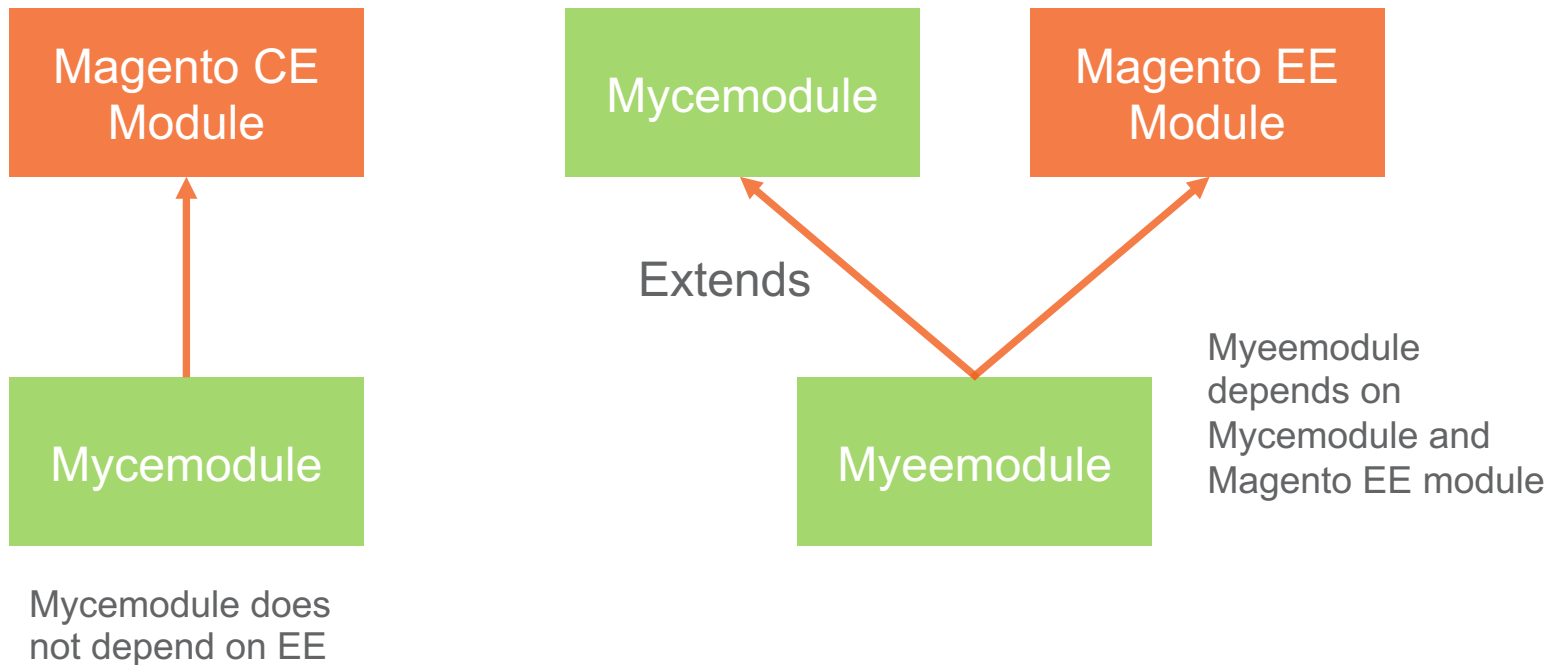 Magento CE
Module
Mycemodule
Magento EE
Module
Extends
Mycemodule
Myeemodule
Myeemodule
depends on
Mycemodule and
Magento EE module
Mycemodule does
not depend on EE